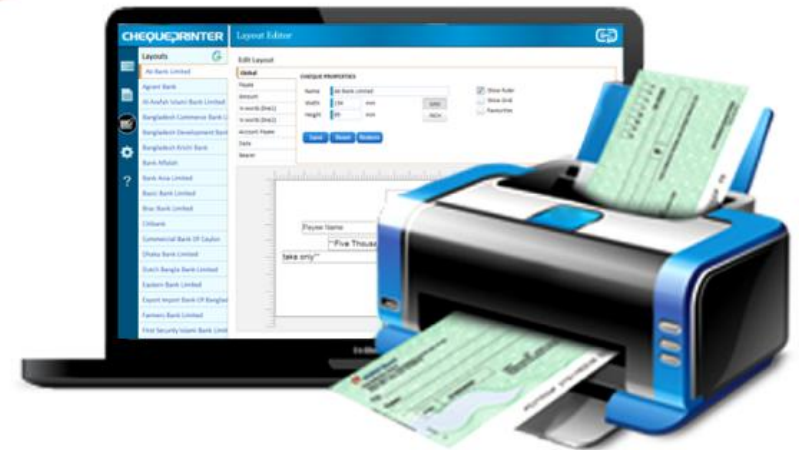 CHEQUEPRINTER
Layout Editor
Layouts
Ab Bank Limited
Agrani Bank
Al-Arafah Islami Bank Limited
Bangladesh Commerce Bank L
Bangladesh Development Bank
Bangladesh Krishi Bank
Bank Alfalah
Bank Asia Limited
Basic Bank Limited
Brac Bank Limited
Citibank
Commercial Bank Of Ceylon
Dhaka Bank Limited
Dutch Bangla Bank Limited
Eastern Bank Limited
Export Import Bank Of Banglad
Farmers Bank Limited
First Security Islami Bank Limit
Edit Layout
Global
Payee
Amount
In words (line1)
In words (line2)
Account Payee
Date
Bearer
CHEQUE PROPERTIES
Name
Ab Bank Limited
Width
mm
Height
mm
MM
INCH
Show Ruler
Show Grid
Favourites
Save
Reset
Payee Name
**Five Thousa
taka only**